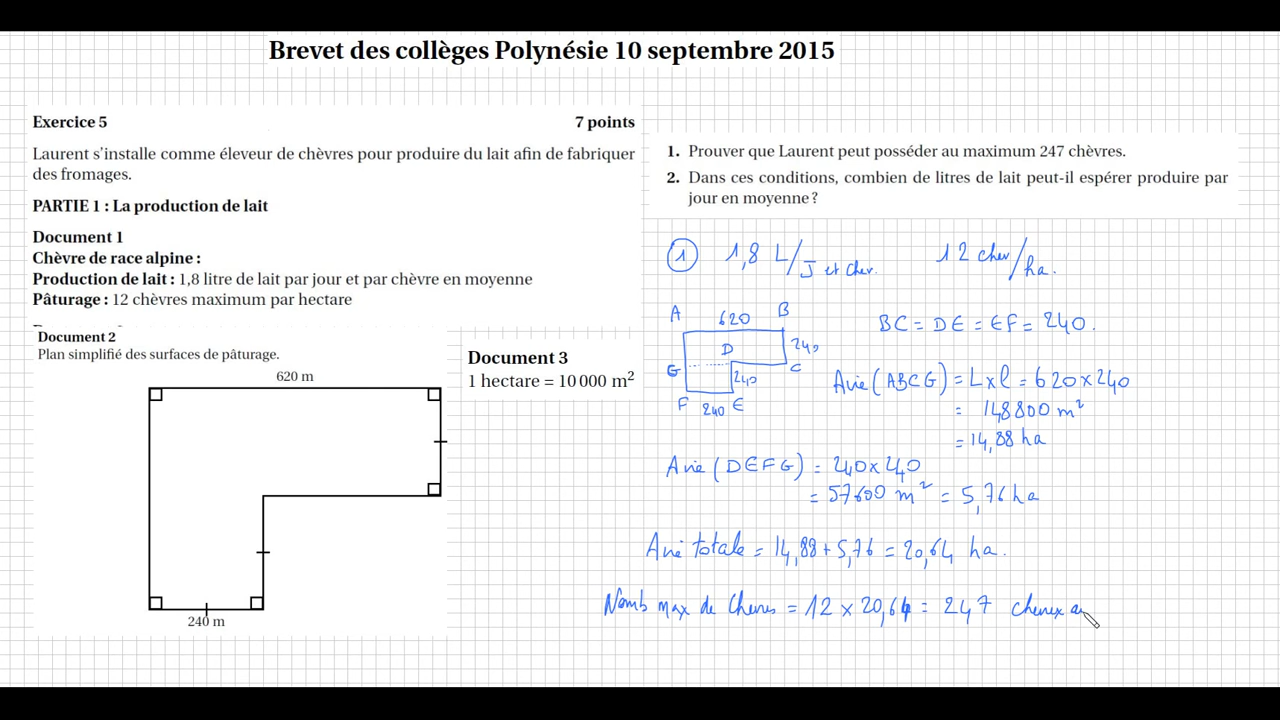 Brevet des collèges Polynésie 10 septembre 2015
Exercice 5 7 points
Laurent s'installe comme éleveur de chèvres pour produire du lait afin de fabriquer
des fromages.
PARTIE 1 : La production de lait
Document 1
Chèvre de race alpine :
Production de lait : 1,8 litre de lait par jour et par chèvre en moyenne
Pâturage : 12 chèvres maximum par hectare
Document 2
Plan simplifié des surfaces de pâturage.
620 m
240 m
Document 3
1 hectare = 10 000 m²
1. Prouver que Laurent peut posséder au maximum 247 chèvres.
2. Dans ces conditions, combien de litres de lait peut-il espérer produire par
jour en moyenne ?
1 1,8 L/J et chev. 12 chev/ha.
A 620 B
D 240
G C
240
F 240 E
BC = DE = EF = 240.
Aire (ABCG) = L x l = 620 x 240
= 148800 m²
= 14,88 ha
Aire (DEFG) = 240 x 240
= 57600 m² = 5,76 ha
Aire totale = 14,88 + 5,76 = 20,64 ha.
Nomb max de chevres = 12 x 20,64 = 247